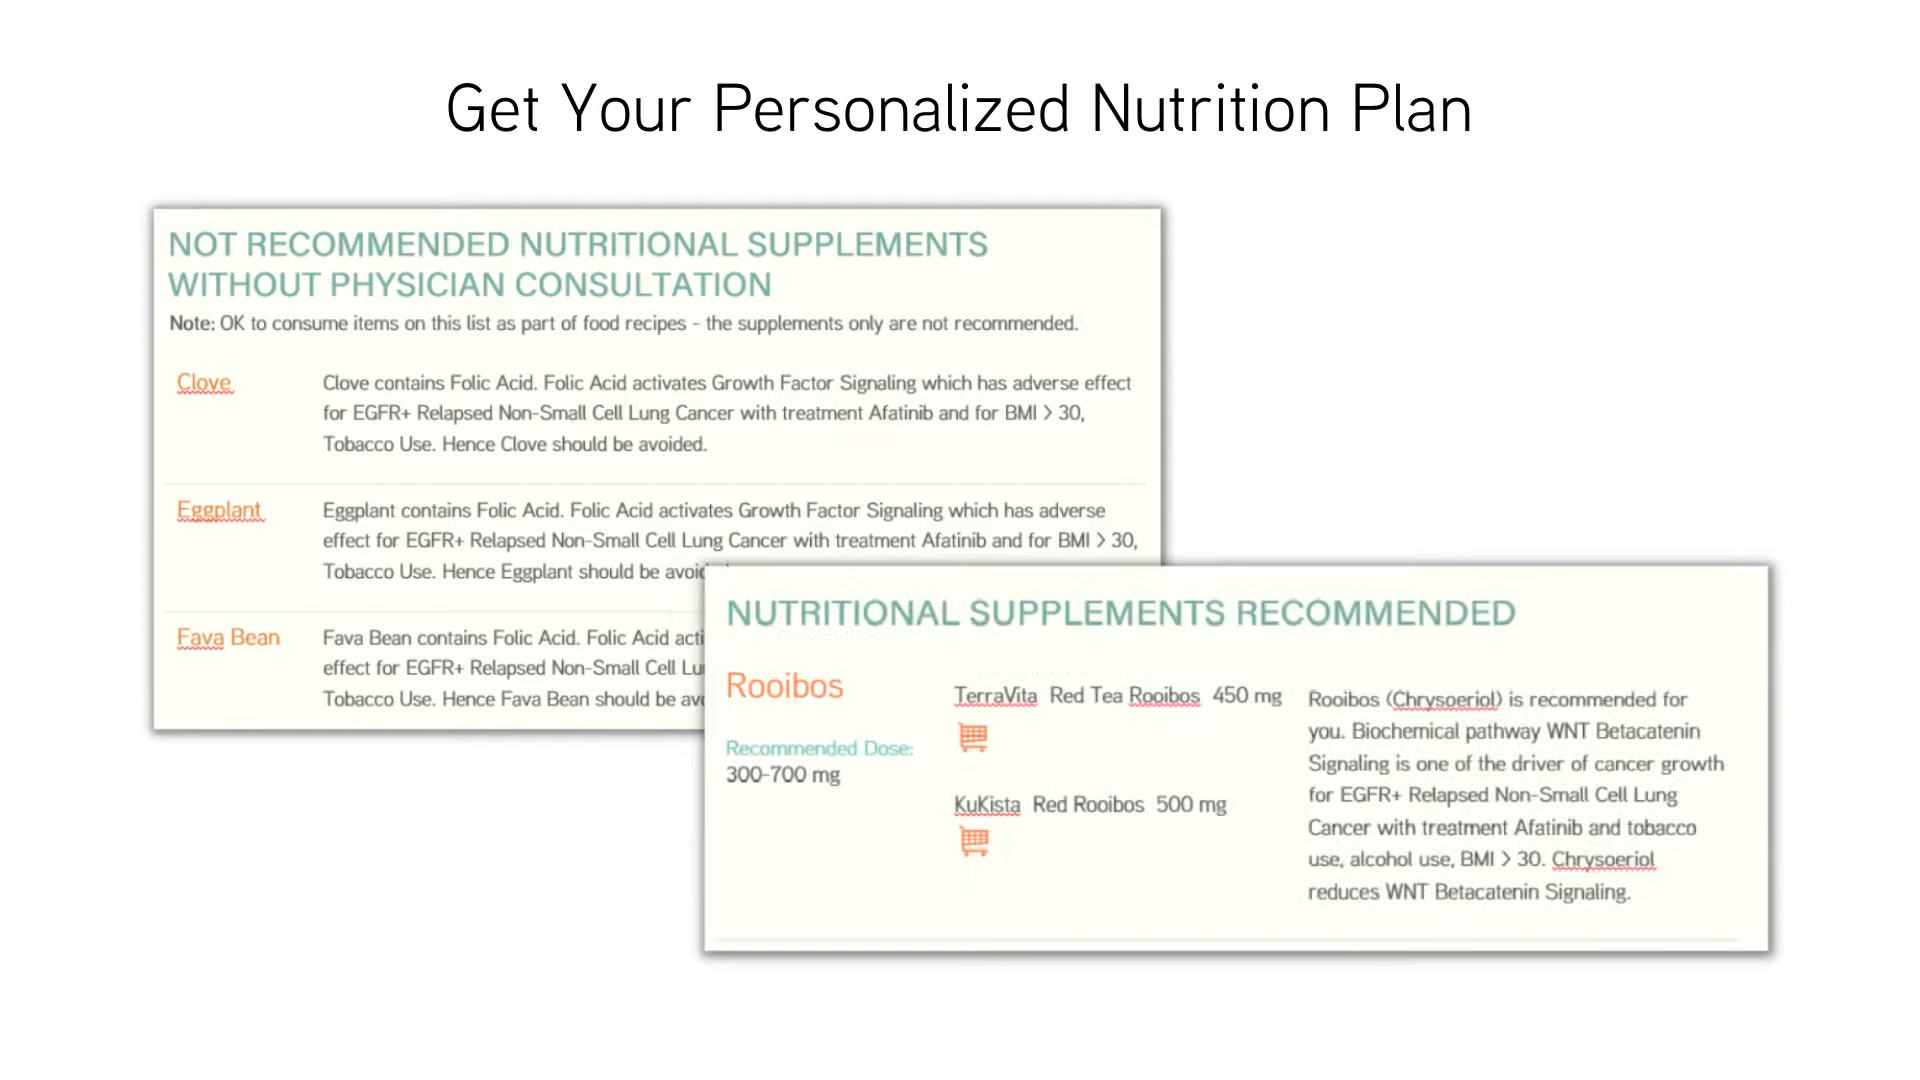 Get Your Personalized Nutrition Plan
NOT RECOMMENDED NUTRITIONAL SUPPLEMENTS
WITHOUT PHYSICIAN CONSULTATION
Note: OK to consume items on this list as part of food recipes - the supplements only are not recommended.
Clove
Clove contains Folic Acid. Folic Acid activates Growth Factor Signaling which has adverse effect
for EGFR+ Relapsed Non-Small Cell Lung Cancer with treatment Afatinib and for BMI > 30,
Tobacco Use. Hence Clove should be avoided.
Eggplant
Eggplant contains Folic Acid. Folic Acid activates Growth Factor Signaling which has adverse
effect for EGFR+ Relapsed Non-Small Cell Lung Cancer with treatment Afatinib and for BMI > 30,
Tobacco Use. Hence Eggplant should be
Fava Bean
Fava Bean contains Folic Acid. Folic Acid
effect for EGFR+ Relapsed Non-Small Cell
Tobacco Use. Hence Fava Bean should be
NUTRITIONAL SUPPLEMENTS RECOMMENDED
Rooibos
Recommended Dose:
300-700 mg
TerraVita Red Tea Rooibos 450 mg
KuKista Red Rooibos 500 mg
Rooibos (Chrysoeriol) is recommended for
you. Biochemical pathway WNT Betacatenin
Signaling is one of the driver of cancer growth
for EGFR+ Relapsed Non-Small Cell Lung
Cancer with treatment Afatinib and tobacco
use, alcohol use, BMI > 30. Chrysoeriol
reduces WNT Betacatenin Signaling.